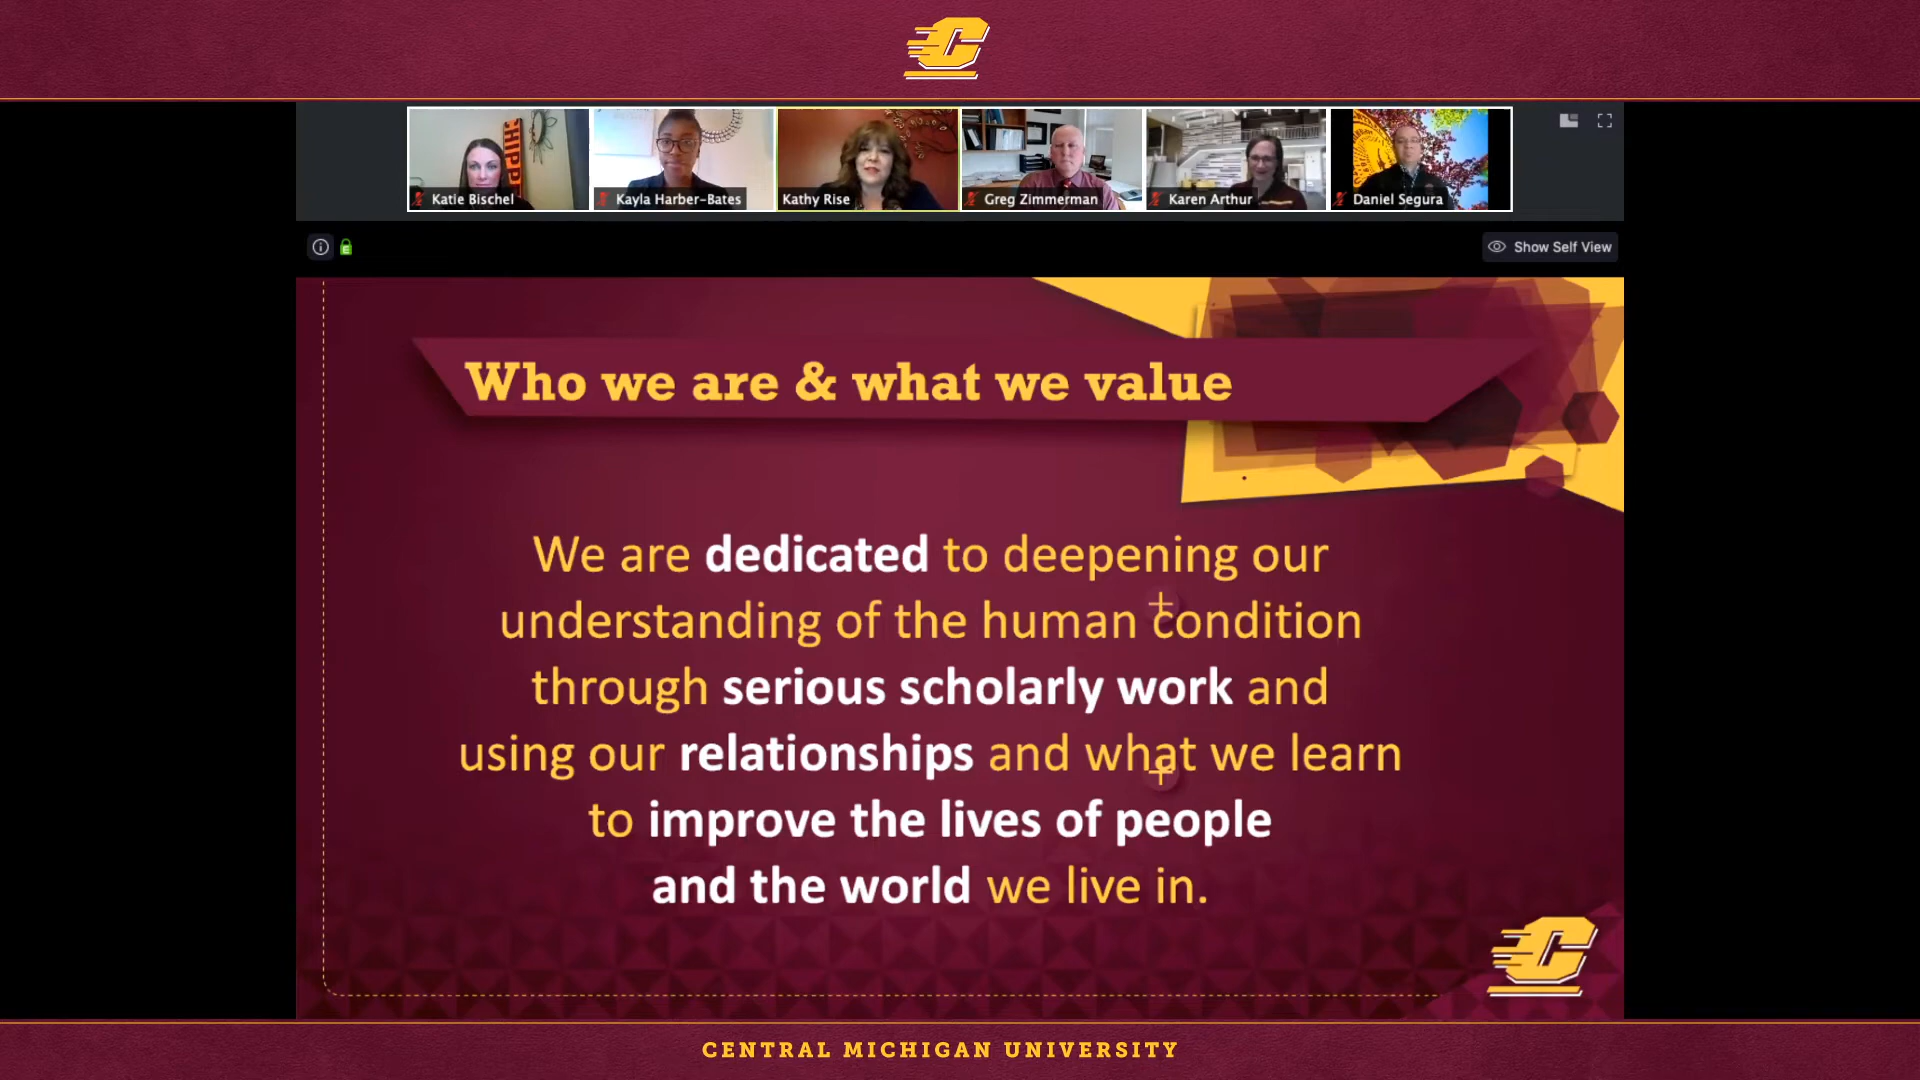 C
CHIPP
Katie Bischel
Kayla Harber-Bates
Kathy Rise
Greg Zimmerman
Karen Arthur
Daniel Segura
Show Self View
Who we are & what we value
We are dedicated to deepening our
understanding of the human condition
through serious scholarly work and
using our relationships and what we learn
to improve the lives of people
and the world we live in.
C
CENTRAL MICHIGAN UNIVERSITY